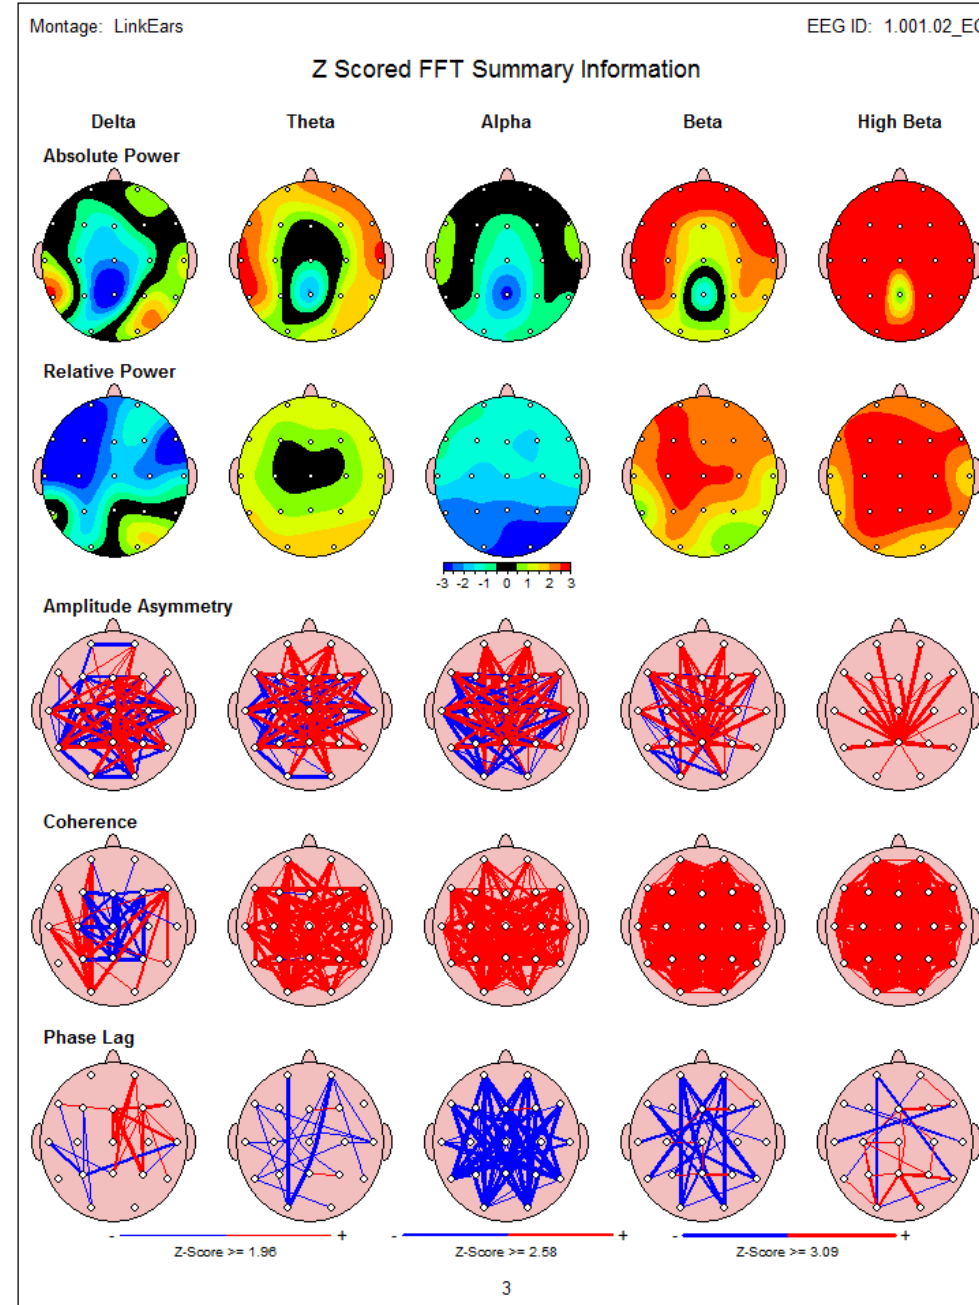 Montage: LinkEars EEG ID: 1.001.02_EC
Z Scored FFT Summary Information
Delta Theta Alpha Beta High Beta
Absolute Power
Relative Power
-3 -2 -1 0 1 2 3
Amplitude Asymmetry
Coherence
Phase Lag
- + - + - +
Z-Score >= 1.96 Z-Score >= 2.58 Z-Score >= 3.09
3